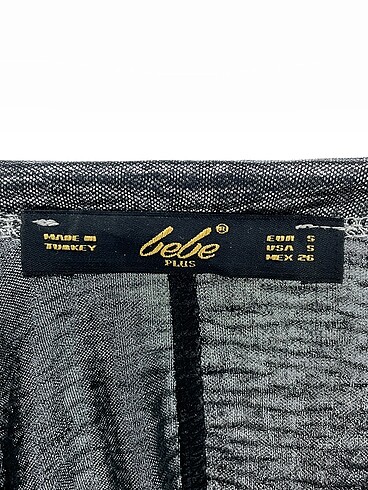 MADE IN
TURKEY
bebe®
PLUS
EUR S
USA S
MEX 26